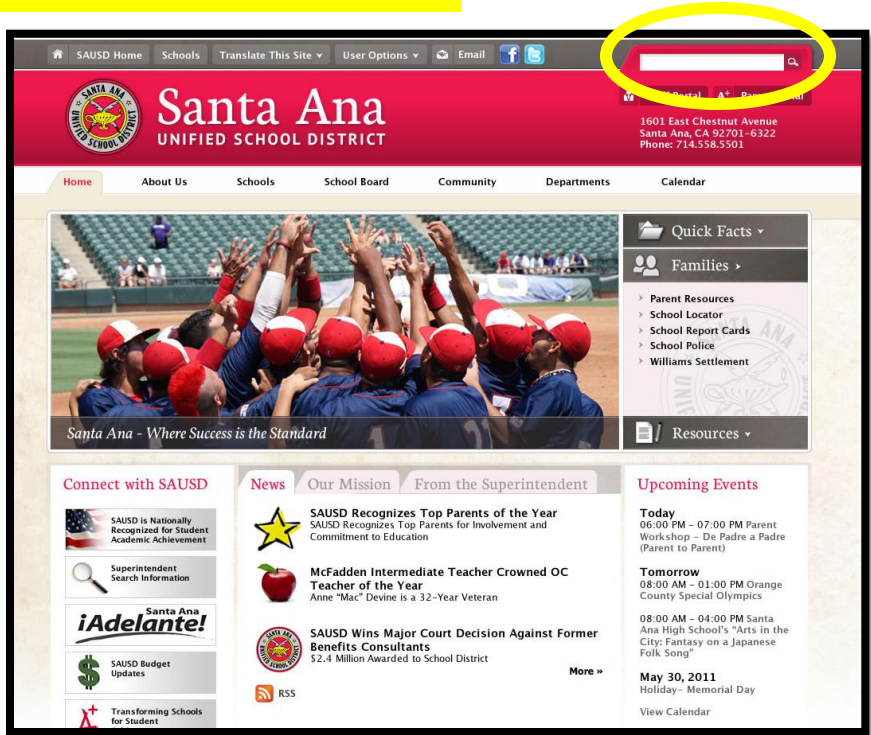 SAUSD Home Schools Translate This Site User Options Email
Portal A+
SANTA ANA
UNIFIED SCHOOL DIST.
Santa Ana
UNIFIED SCHOOL DISTRICT
1601 East Chestnut Avenue
Santa Ana, CA 92701-6322
Phone: 714.558.5501
Home About Us Schools School Board Community Departments Calendar
Santa Ana - Where Success is the Standard
Quick Facts
Families
Parent Resources
School Locator
School Report Cards
School Police
Williams Settlement
Resources
Connect with SAUSD
SAUSD is Nationally
Recognized for Student
Academic Achievement
Superintendent
Search Information
Santa Ana
¡Adelante!
SAUSD Budget
Updates
Transforming Schools
for Student
News Our Mission From the Superintendent
SAUSD Recognizes Top Parents of the Year
SAUSD Recognizes Top Parents for Involvement and
Commitment to Education
McFadden Intermediate Teacher Crowned OC
Teacher of the Year
Anne “Mac” Devine is a 32-Year Veteran
SAUSD Wins Major Court Decision Against Former
Benefits Consultants
$2.4 Million Awarded to School District
More »
RSS
Upcoming Events
Today
06:00 PM - 07:00 PM Parent
Workshop - De Padre a Padre
(Parent to Parent)
Tomorrow
08:00 AM - 01:00 PM Orange
County Special Olympics
08:00 AM - 04:00 PM Santa
Ana High School's "Arts in the
City: Fantasy on a Japanese
Folk Song"
May 30, 2011
Holiday- Memorial Day
View Calendar